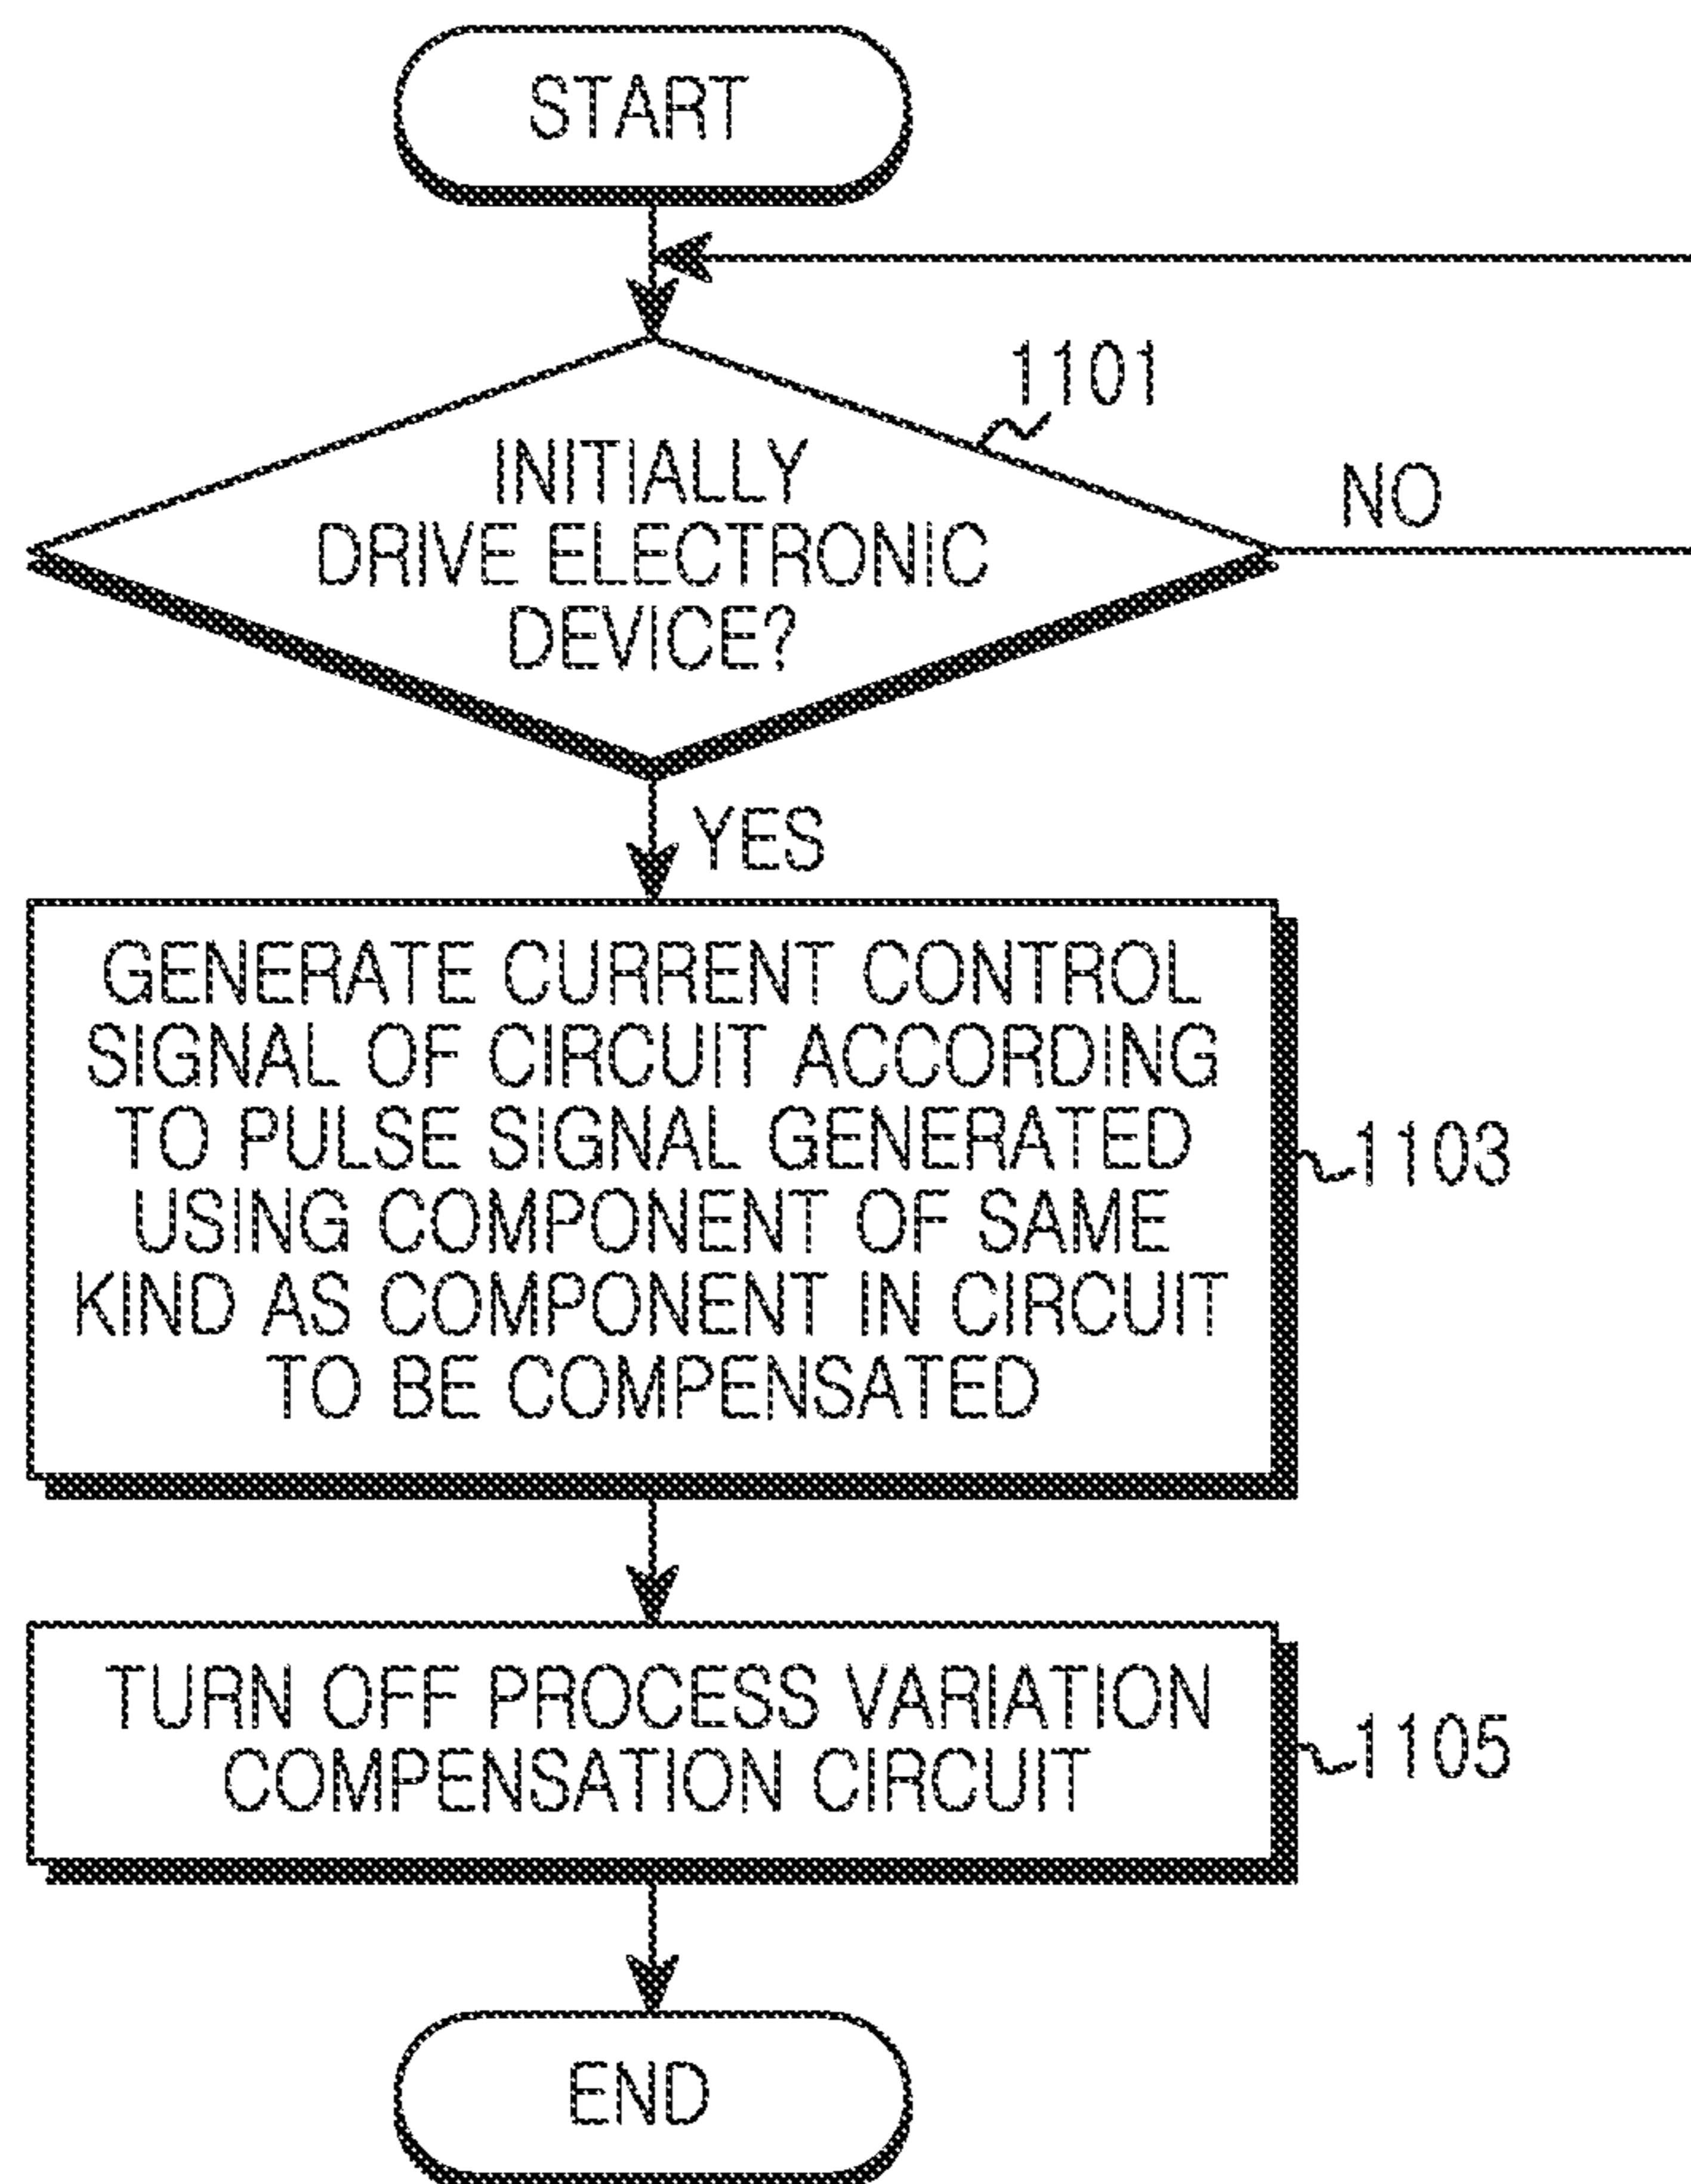 START
1101
INITIALLY
DRIVE ELECTRONIC
DEVICE?
NO
YES
GENERATE CURRENT CONTROL
SIGNAL OF CIRCUIT ACCORDING
TO PULSE SIGNAL GENERATED
USING COMPONENT OF SAME
KIND AS COMPONENT IN CIRCUIT
TO BE COMPENSATED
1103
TURN OFF PROCESS VARIATION
COMPENSATION CIRCUIT
1105
END